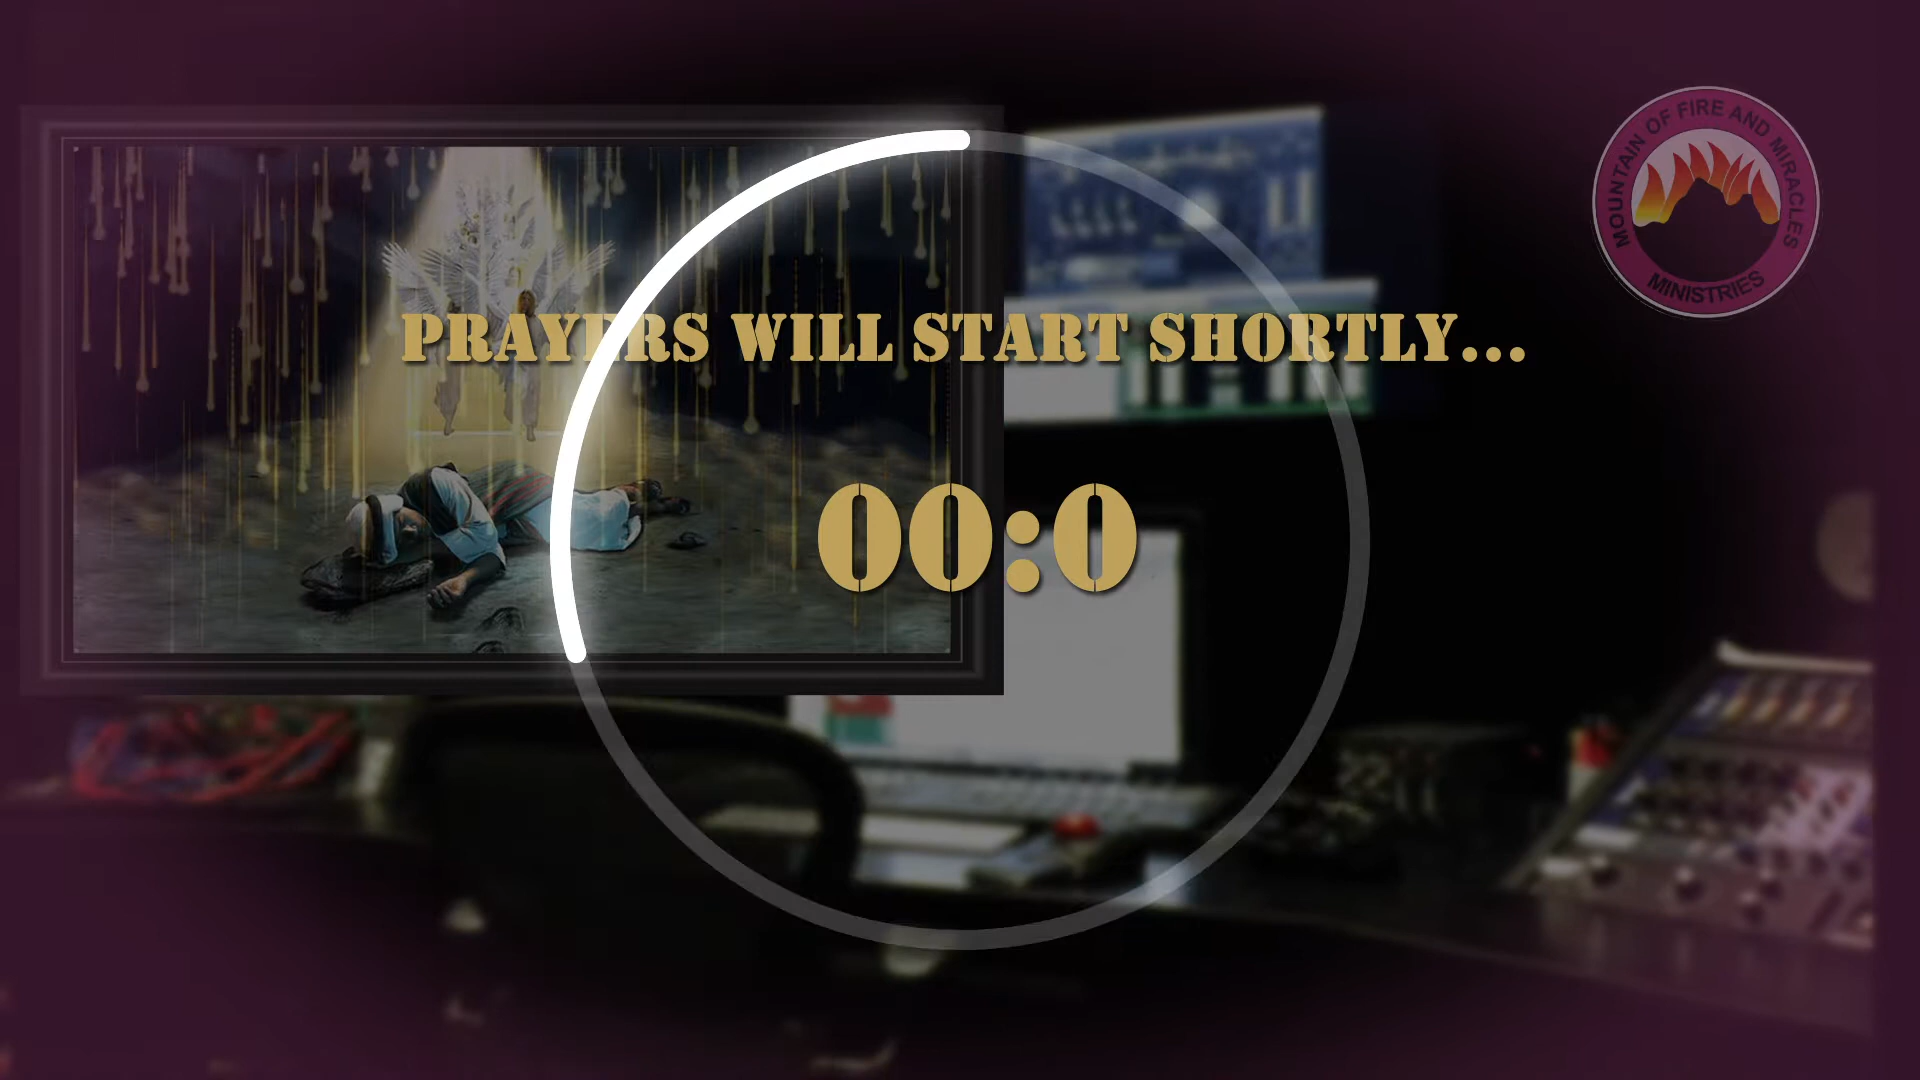 MOUNTAIN OF FIRE AND MIRACLES
MINISTRIES
PRAYERS WILL START SHORTLY...
00:0